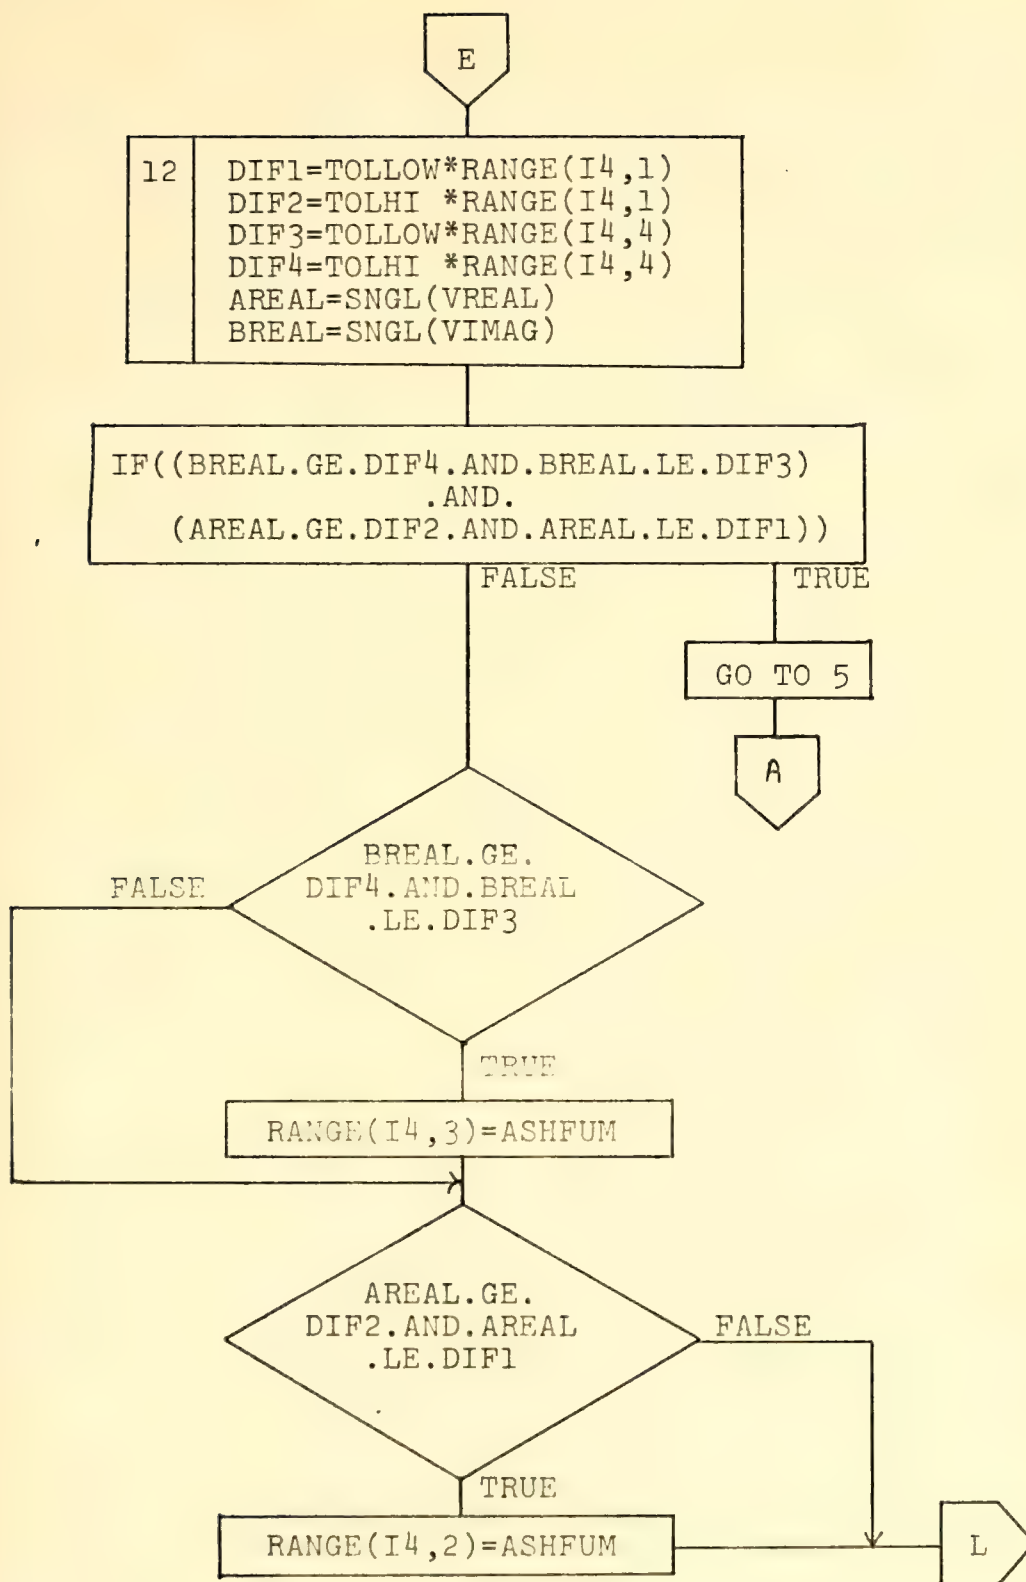 E
12
DIF1=TOLLOW*RANGE(I4,1)
DIF2=TOLHI *RANGE(I4,1)
DIF3=TOLLOW*RANGE(I4,4)
DIF4=TOLHI *RANGE(I4,4)
AREAL=SNGL(VREAL)
BREAL=SNGL(VIMAG)
IF((BREAL.GE.DIF4.AND.BREAL.LE.DIF3)
.AND.
(AREAL.GE.DIF2.AND.AREAL.LE.DIF1))
FALSE TRUE
GO TO 5
A
BREAL.GE.
FALSE DIF4.AND.BREAL
.LE.DIF3
TRUE
RANGE(I4,3)=ASHFUM
AREAL.GE.
DIF2.AND.AREAL FALSE
.LE.DIF1
TRUE
RANGE(I4,2)=ASHFUM L